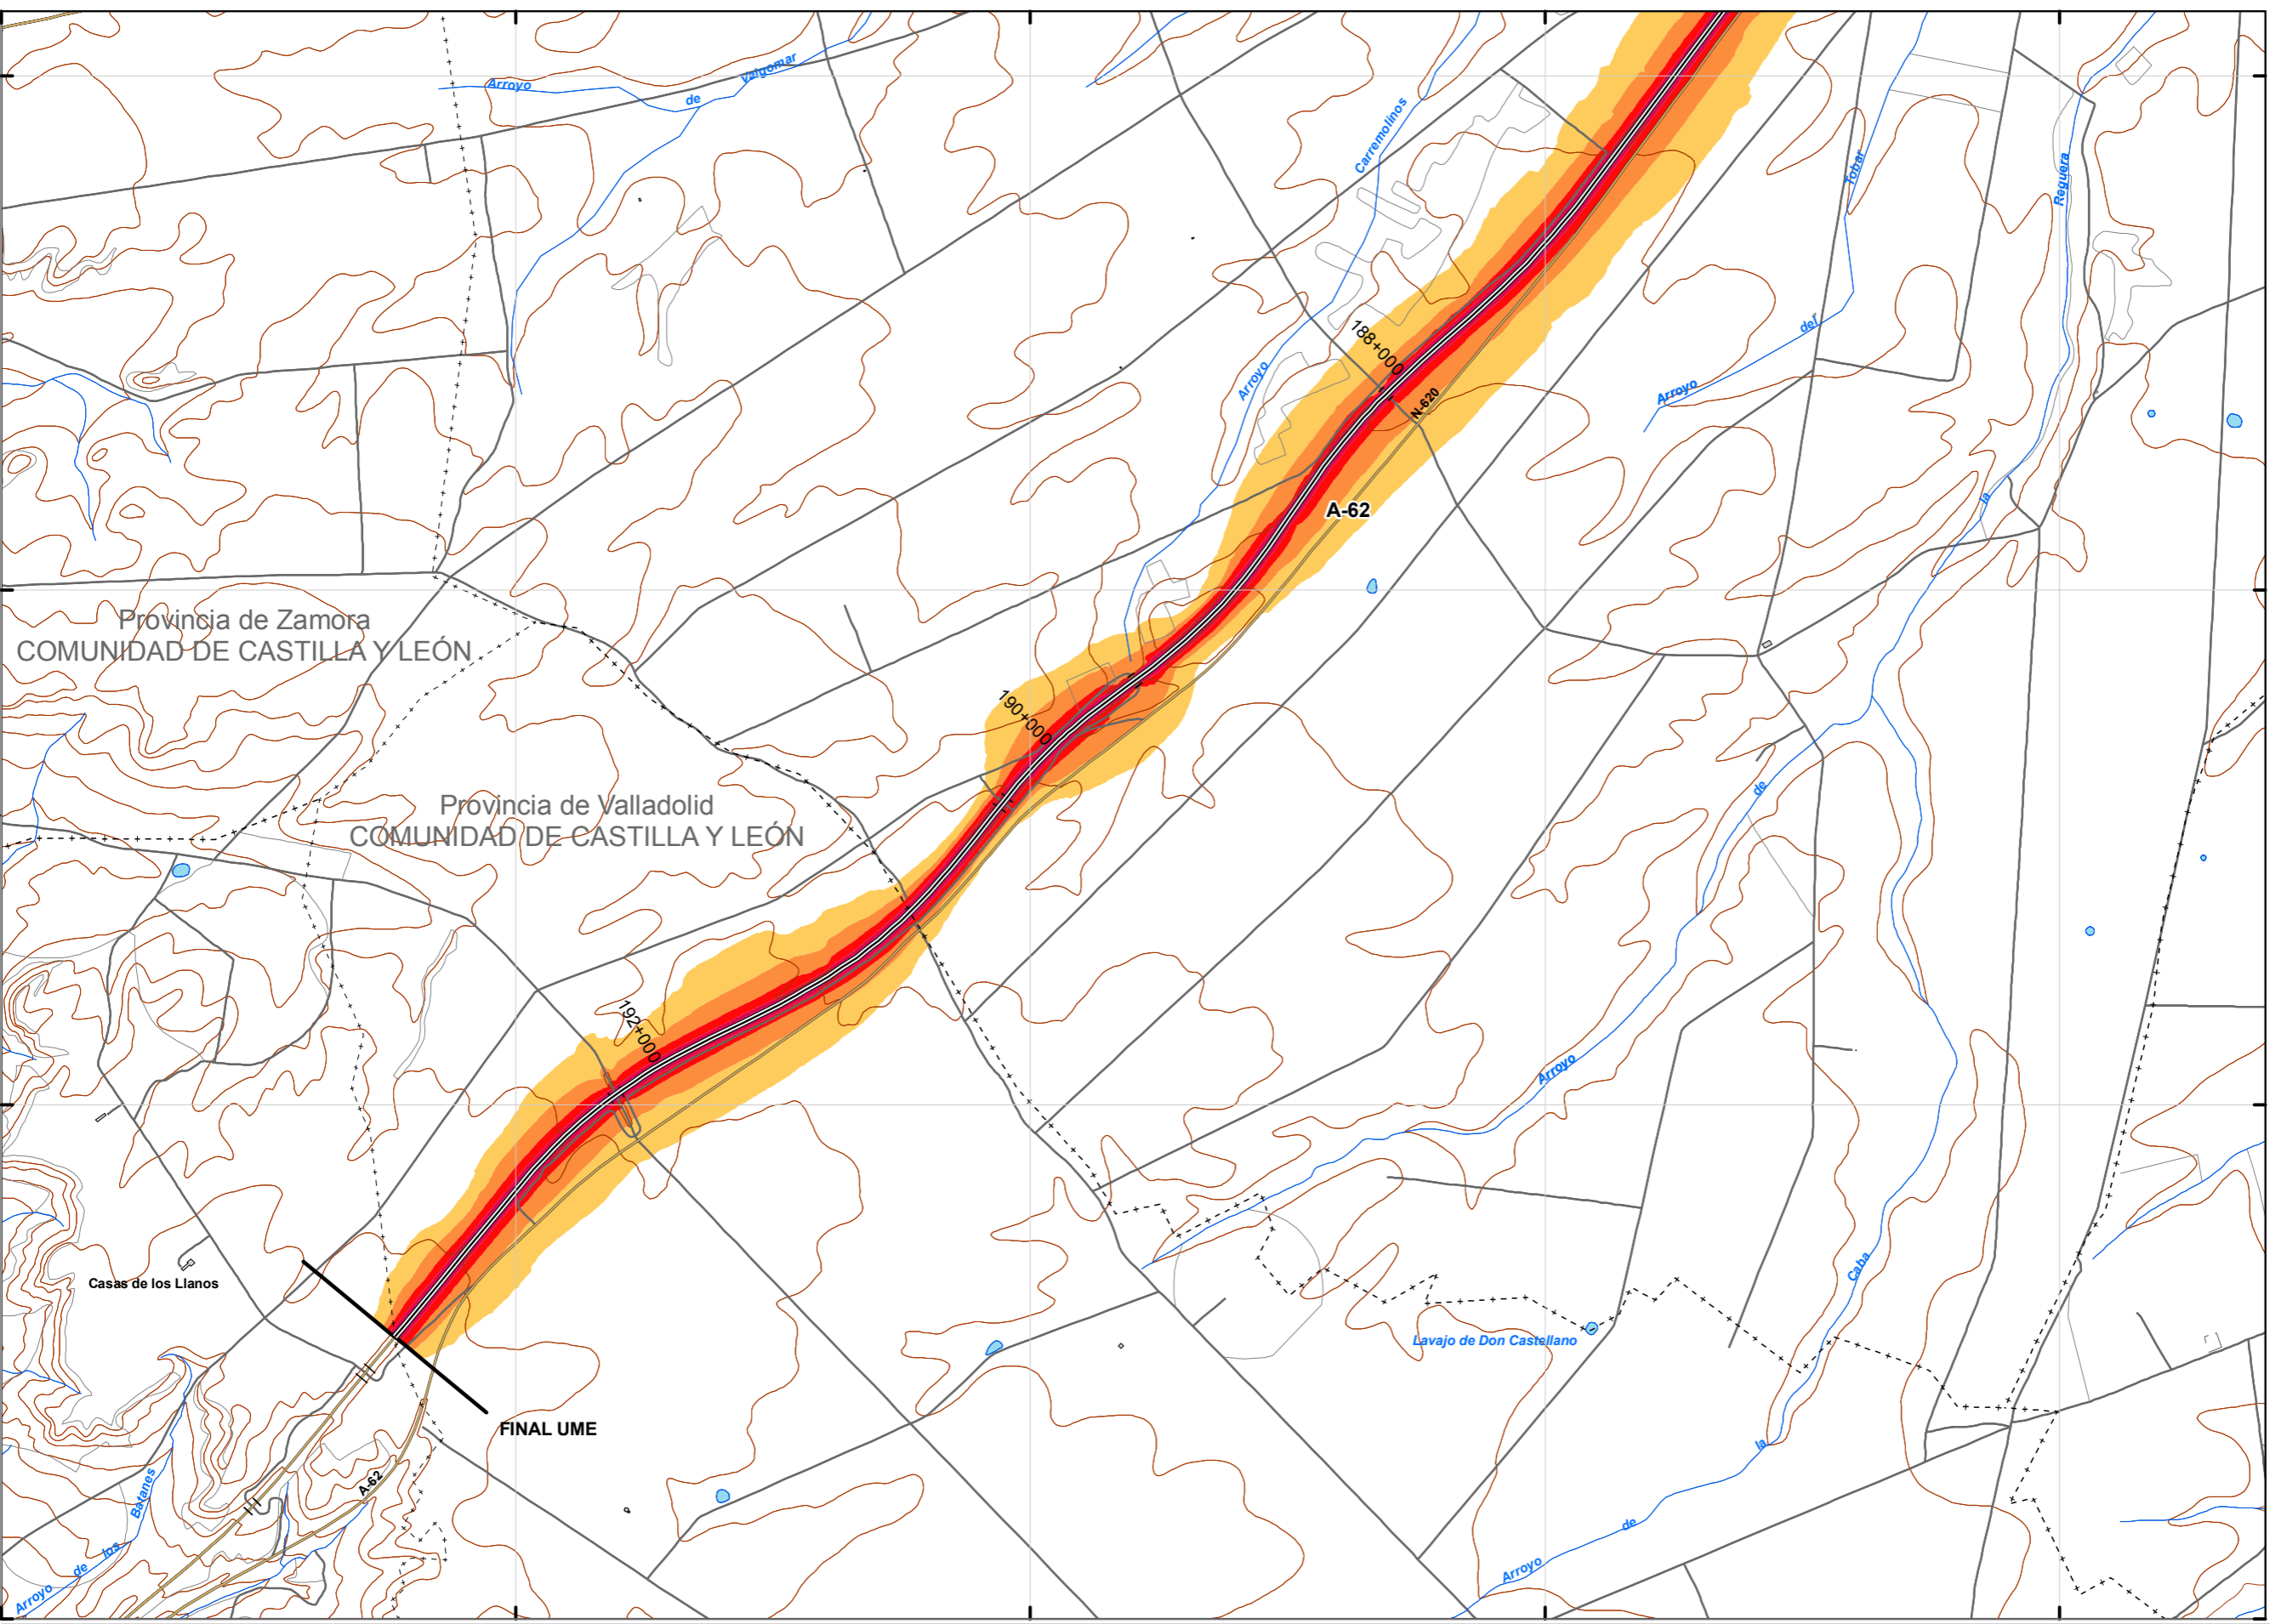 Arroyo
de
Valgomar
Carremolinos
Arroyo
Tobar
del
Arroyo
Reguera
la
188+000
N-620
A-62
Provincia de Zamora
COMUNIDAD DE CASTILLA Y LEÓN
190+000
Provincia de Valladolid
COMUNIDAD DE CASTILLA Y LEÓN
de
192+000
Arroyo
Casas de los Llanos
Caba
Lavajo de Don Castellano
FINAL UME
la
A-62
Batanes
los
de
Arroyo
de
Arroyo